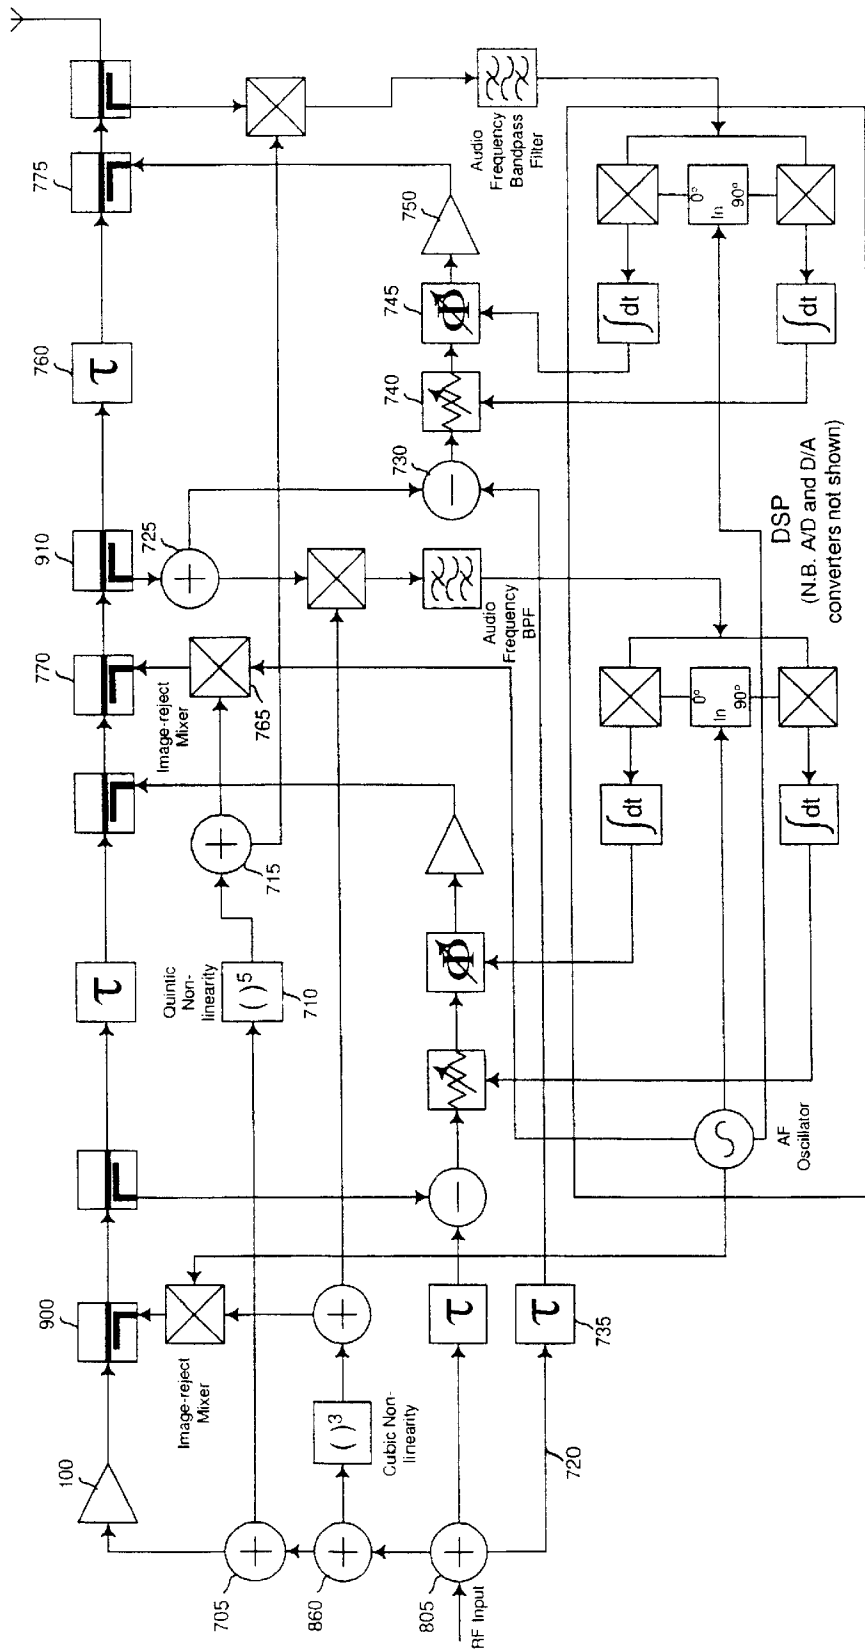 900
770
910
760
775
100
τ
τ
Image-reject
Mixer
Quintic
Non-
linearity
( )5
710
715
Image-reject
Mixer
765
725
705
( )3
Cubic Non-
linearity
860
805
RF Input
τ
τ
735
720
Φ
Audio
Frequency
BPF
730
740
745
Φ
750
Audio
Frequency
Bandpass
Filter
AF
Oscillator
∫dt
∫dt
0°
In
90°
∫dt
∫dt
0°
In
90°
DSP
(N.B. A/D and D/A
converters not shown)